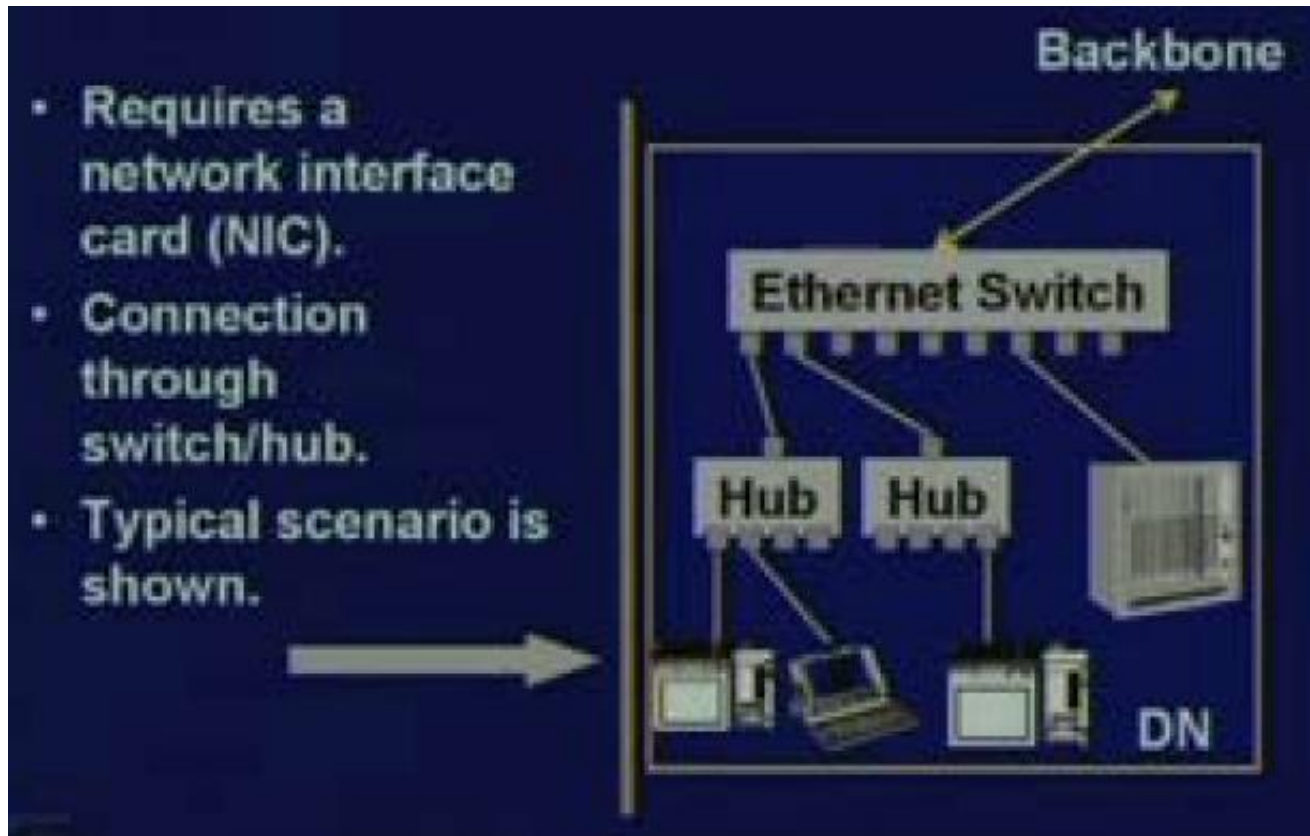 • Requires a
network interface
card (NIC).
• Connection
through
switch/hub.
• Typical scenario is
shown.
Backbone
Ethernet Switch
Hub
Hub
DN